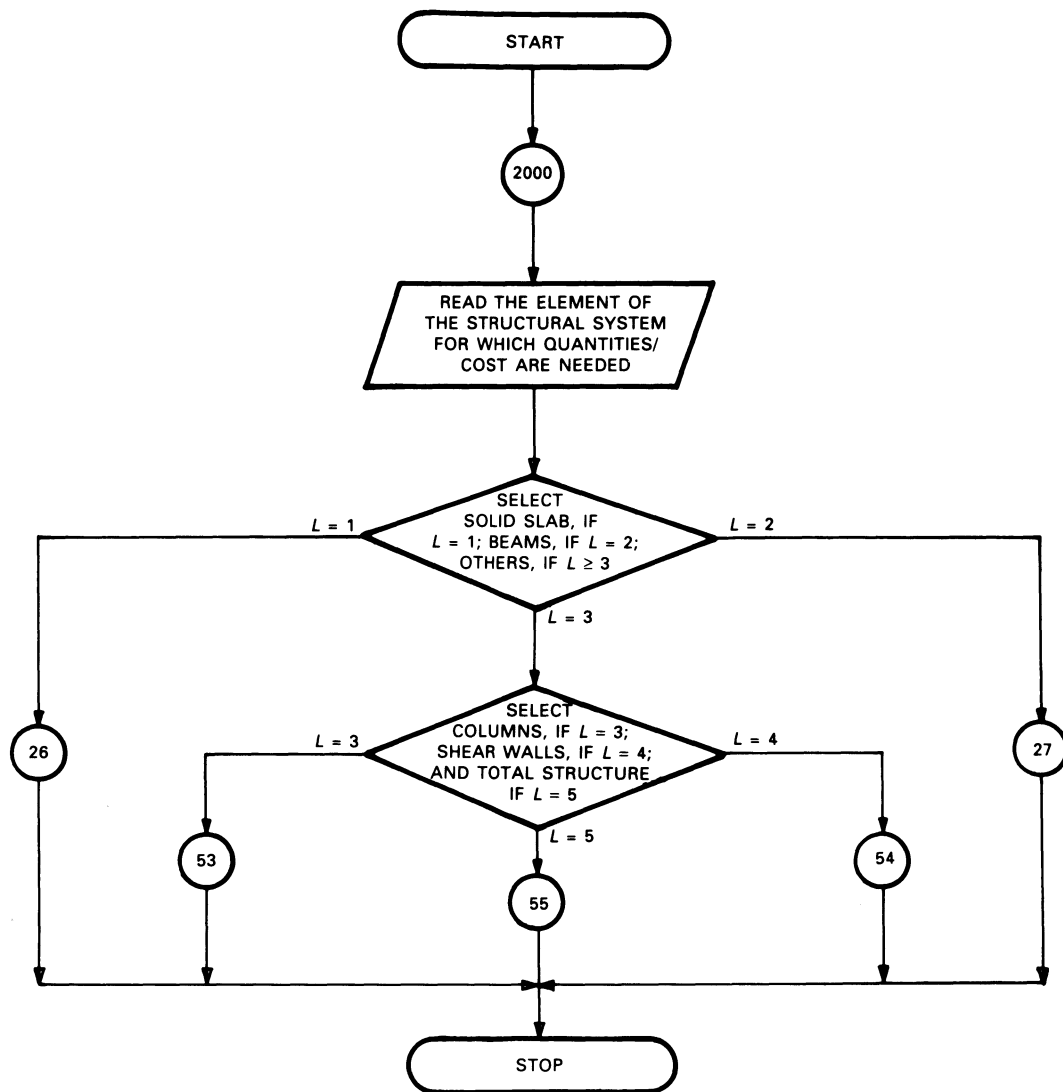 START
2000
READ THE ELEMENT OF
THE STRUCTURAL SYSTEM
FOR WHICH QUANTITIES/
COST ARE NEEDED
SELECT
SOLID SLAB, IF
L = 1; BEAMS, IF L = 2;
OTHERS, IF L ≥ 3
L = 1
L = 2
L = 3
SELECT
COLUMNS, IF L = 3;
SHEAR WALLS, IF L = 4;
AND TOTAL STRUCTURE
IF L = 5
L = 3
L = 4
L = 5
26
27
53
54
55
STOP